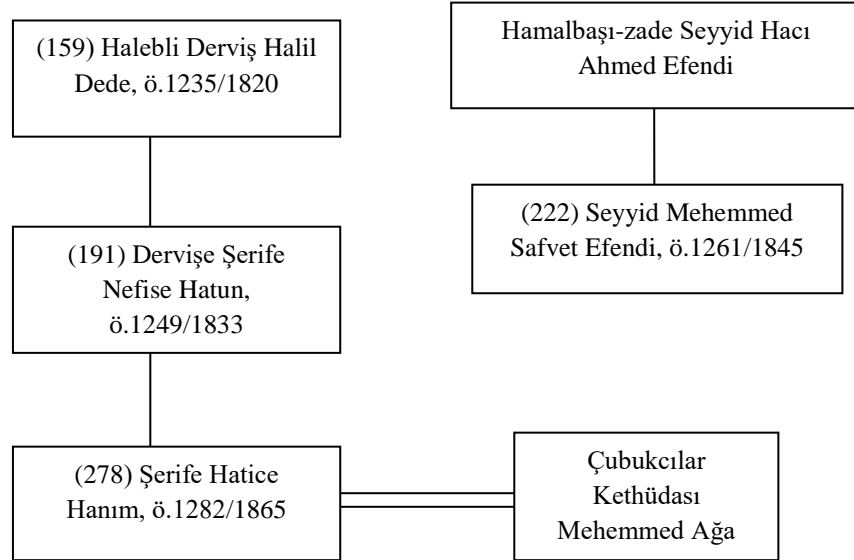 (159) Halebli Derviş Halil
Dede, ö.1235/1820
Hamalbaşı-zade Seyyid Hacı
Ahmed Efendi
(222) Seyyid Mehemmed
Safvet Efendi, ö.1261/1845
(191) Dervişe Şerife
Nefise Hatun,
ö.1249/1833
(278) Şerife Hatice
Hanım, ö.1282/1865
Çubukcılar
Kethüdası
Mehemmed Ağa